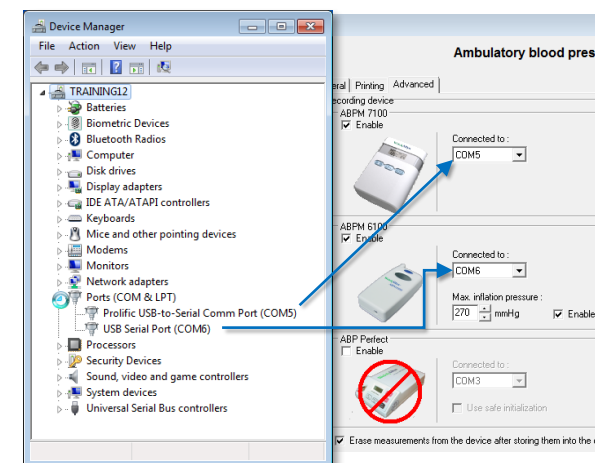 Device Manager
File Action View Help
TRAINING12
Batteries
Biometric Devices
Bluetooth Radios
Computer
Disk drives
Display adapters
IDE ATA/ATAPI controllers
Keyboards
Mice and other pointing devices
Modems
Monitors
Network adapters
Ports (COM & LPT)
Prolific USB-to-Serial Comm Port (COM5)
USB Serial Port (COM6)
Processors
Security Devices
Sound, video and game controllers
System devices
Universal Serial Bus controllers
Ambulatory blood pres
eral Printing Advanced
ecording device
ABPM 7100
Enable
Connected to :
COM5
ABPM 6100
Enable
Connected to :
COM6
Max. inflation pressure :
270 mmHg Enable
ABP Perfect
Enable
Connected to :
COM3
Use safe initialization
Erase measurements from the device after storing them into the